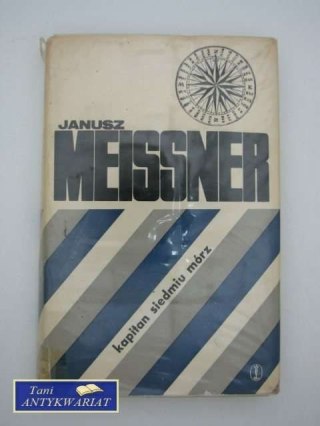 JANUSZ
MEISSNER
kapitan siedmiu mórz
Tani
ANTYKWARIAT